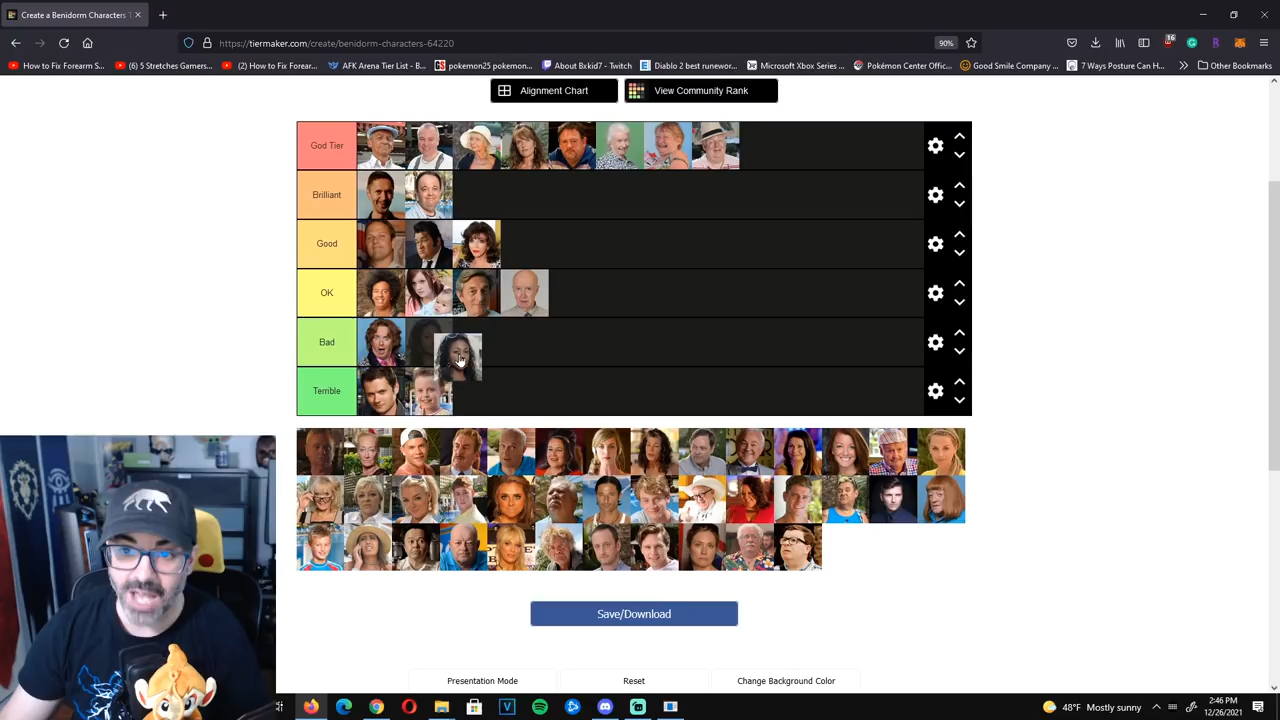 Create a Benidorm Characters T
https://tiermaker.com/create/benidorm-characters-64220
90%
16
How to Fix Forearm S...
(6) 5 Stretches Gamers...
(2) How to Fix Forear...
AFK Arena Tier List - B...
pokemon25 pokemon...
About Bxkid7 - Twitch
Diablo 2 best runewor...
Microsoft Xbox Series ...
Pokémon Center Offic...
Good Smile Company ...
7 Ways Posture Can H...
Other Bookmarks
Alignment Chart
View Community Rank
God Tier
Brilliant
Good
OK
Bad
Terrible
Save/Download
Presentation Mode
Reset
Change Background Color
48°F Mostly sunny
2:46 PM
12/26/2021